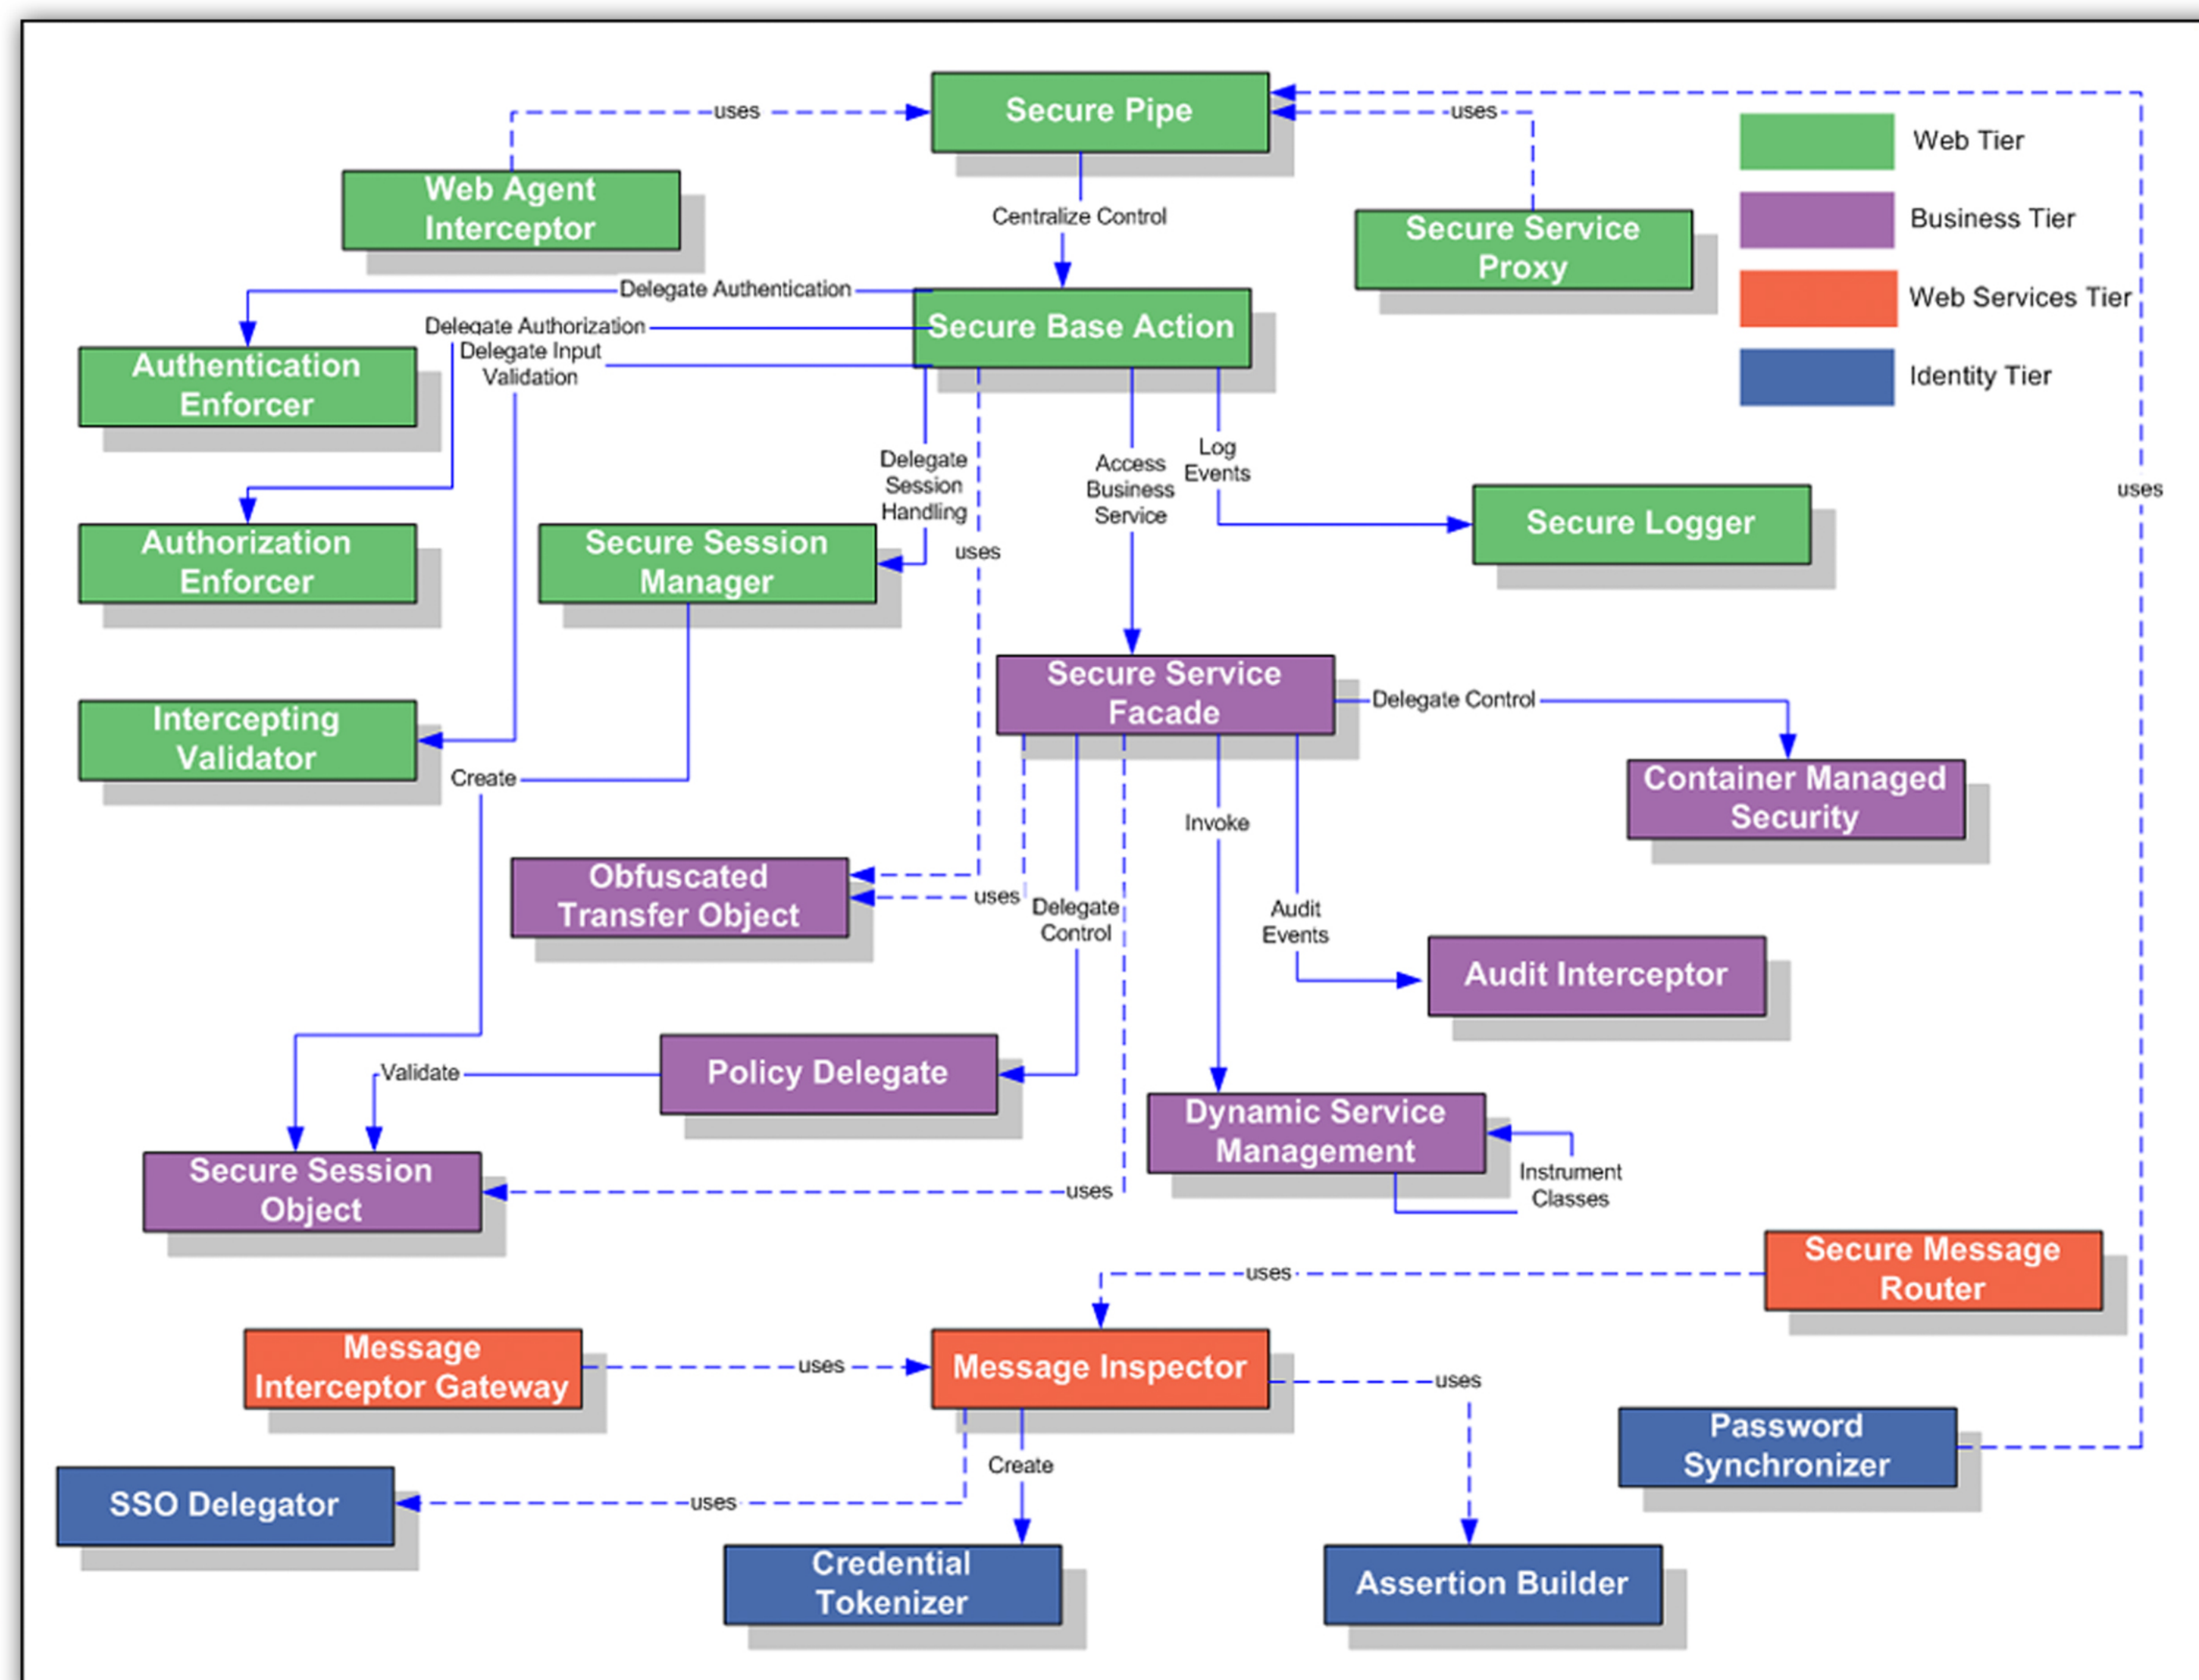 uses
Secure Pipe
uses
Web Tier
Web Agent
Interceptor
Centralize Control
Secure Service
Proxy
Business Tier
Delegate Authentication
Web Services Tier
Delegate Authorization
Secure Base Action
Delegate Input
Validation
Authentication
Enforcer
Identity Tier
Delegate
Session
Handling
Access
Business
Service
Log
Events
uses
Authorization
Enforcer
Secure Session
Manager
uses
Secure Logger
Secure Service
Facade
Delegate Control
Intercepting
Validator
Create
Container Managed
Security
Invoke
Obfuscated
Transfer Object
uses
Delegate
Control
Audit
Events
Audit Interceptor
Validate
Policy Delegate
Dynamic Service
Management
Instrument
Classes
Secure Session
Object
uses
Secure Message
Router
uses
Message
Interceptor Gateway
uses
Message Inspector
uses
Password
Synchronizer
Create
SSO Delegator
uses
Credential
Tokenizer
Assertion Builder